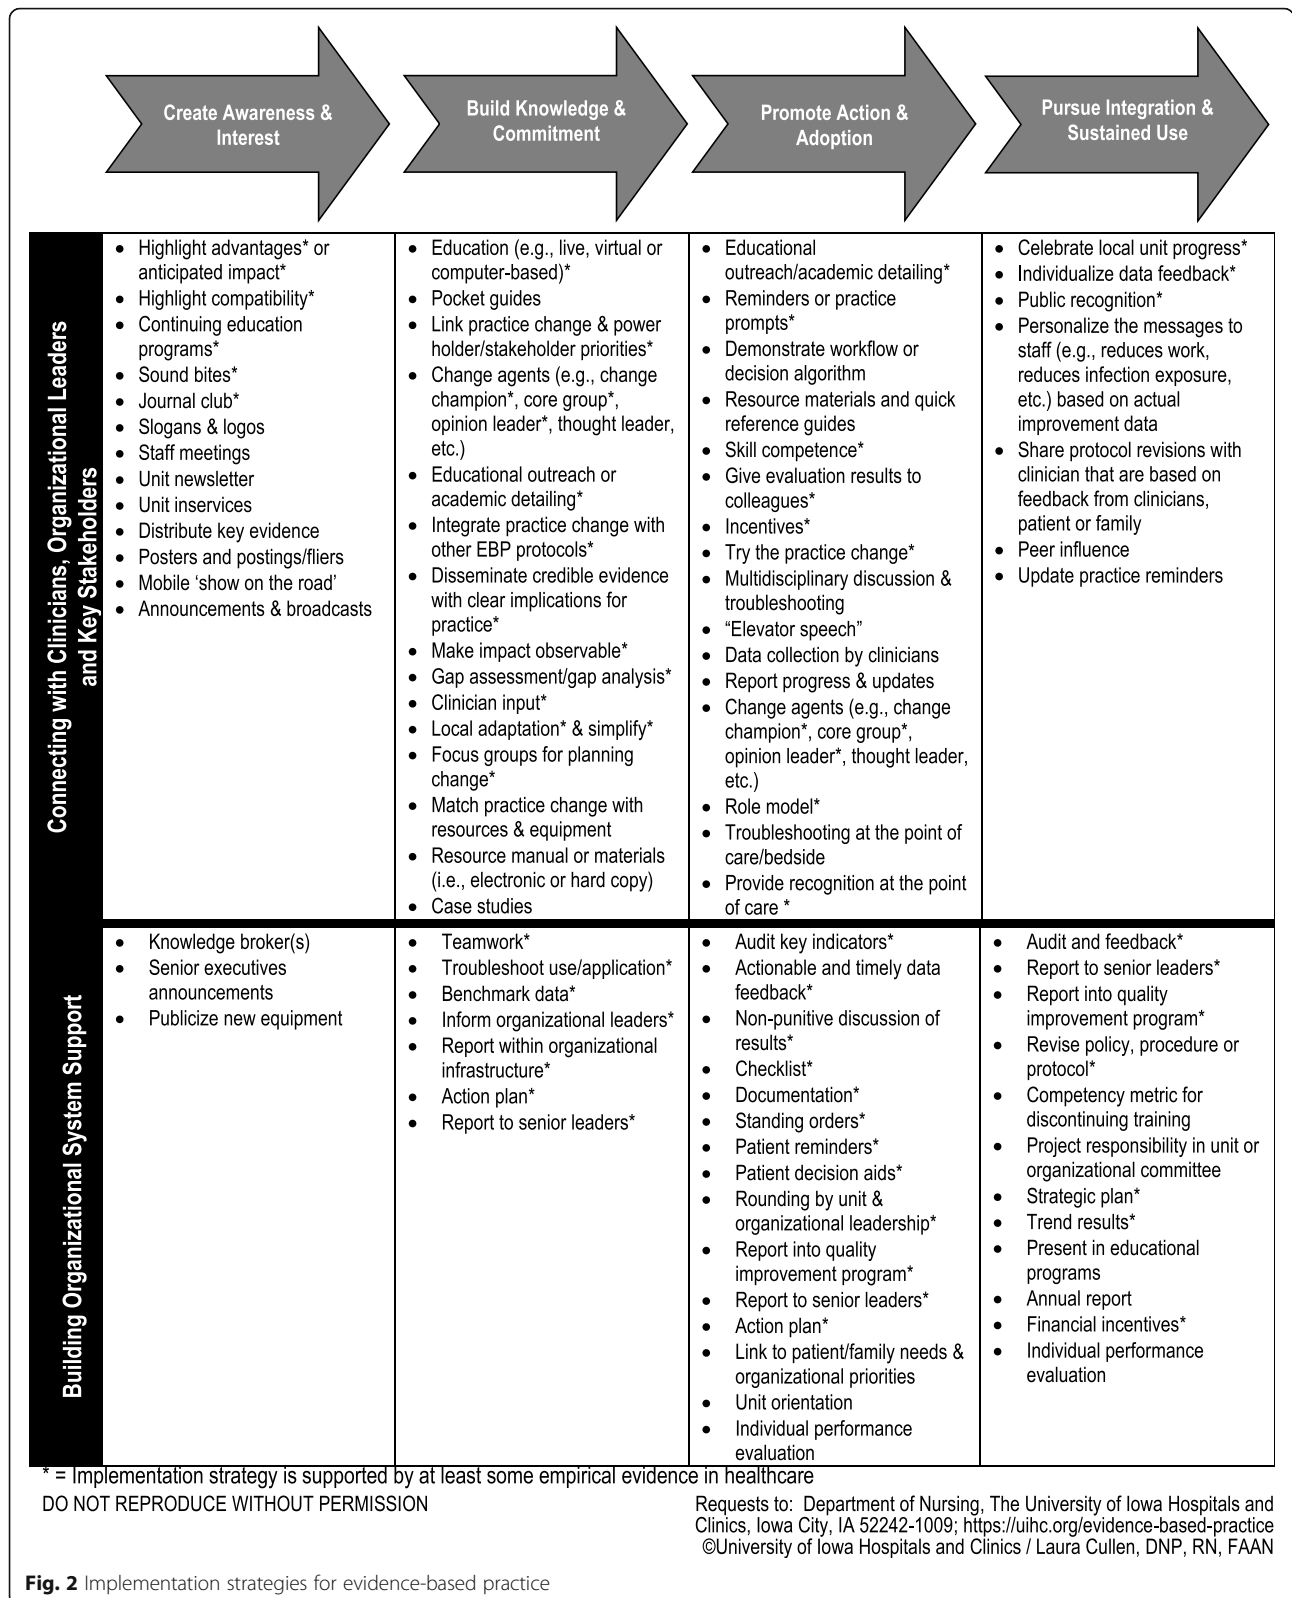 Create Awareness &
Interest
Build Knowledge &
Commitment
Promote Action &
Adoption
Pursue Integration &
Sustained Use
Connecting with Clinicians, Organizational Leaders
and Key Stakeholders
• Highlight advantages* or
anticipated impact*
• Highlight compatibility*
• Continuing education
programs*
• Sound bites*
• Journal club*
• Slogans & logos
• Staff meetings
• Unit newsletter
• Unit inservices
• Distribute key evidence
• Posters and postings/fliers
• Mobile ‘show on the road’
• Announcements & broadcasts
• Education (e.g., live, virtual or
computer-based)*
• Pocket guides
• Link practice change & power
holder/stakeholder priorities*
• Change agents (e.g., change
champion*, core group*,
opinion leader*, thought leader,
etc.)
• Educational outreach or
academic detailing*
• Integrate practice change with
other EBP protocols*
• Disseminate credible evidence
with clear implications for
practice*
• Make impact observable*
• Gap assessment/gap analysis*
• Clinician input*
• Local adaptation* & simplify*
• Focus groups for planning
change*
• Match practice change with
resources & equipment
• Resource manual or materials
(i.e., electronic or hard copy)
• Case studies
• Educational
outreach/academic detailing*
• Reminders or practice
prompts*
• Demonstrate workflow or
decision algorithm
• Resource materials and quick
reference guides
• Skill competence*
• Give evaluation results to
colleagues*
• Incentives*
• Try the practice change*
• Multidisciplinary discussion &
troubleshooting
• “Elevator speech”
• Data collection by clinicians
• Report progress & updates
• Change agents (e.g., change
champion*, core group*,
opinion leader*, thought leader,
etc.)
• Role model*
• Troubleshooting at the point of
care/bedside
• Provide recognition at the point
of care *
• Celebrate local unit progress*
• Individualize data feedback*
• Public recognition*
• Personalize the messages to
staff (e.g., reduces work,
reduces infection exposure,
etc.) based on actual
improvement data
• Share protocol revisions with
clinician that are based on
feedback from clinicians,
patient or family
• Peer influence
• Update practice reminders
Building Organizational System Support
• Knowledge broker(s)
• Senior executives
announcements
• Publicize new equipment
• Teamwork*
• Troubleshoot use/application*
• Benchmark data*
• Inform organizational leaders*
• Report within organizational
infrastructure*
• Action plan*
• Report to senior leaders*
• Audit key indicators*
• Actionable and timely data
feedback*
• Non-punitive discussion of
results*
• Checklist*
• Documentation*
• Standing orders*
• Patient reminders*
• Patient decision aids*
• Rounding by unit &
organizational leadership*
• Report into quality
improvement program*
• Report to senior leaders*
• Action plan*
• Link to patient/family needs &
organizational priorities
• Unit orientation
• Individual performance
evaluation
• Audit and feedback*
• Report to senior leaders*
• Report into quality
improvement program*
• Revise policy, procedure or
protocol*
• Competency metric for
discontinuing training
• Project responsibility in unit or
organizational committee
• Strategic plan*
• Trend results*
• Present in educational
programs
• Annual report
• Financial incentives*
• Individual performance
evaluation
* = Implementation strategy is supported by at least some empirical evidence in healthcare
DO NOT REPRODUCE WITHOUT PERMISSION
Requests to: Department of Nursing, The University of Iowa Hospitals and
Clinics, Iowa City, IA 52242-1009; https://uihc.org/evidence-based-practice
©University of Iowa Hospitals and Clinics / Laura Cullen, DNP, RN, FAAN
Fig. 2 Implementation strategies for evidence-based practice